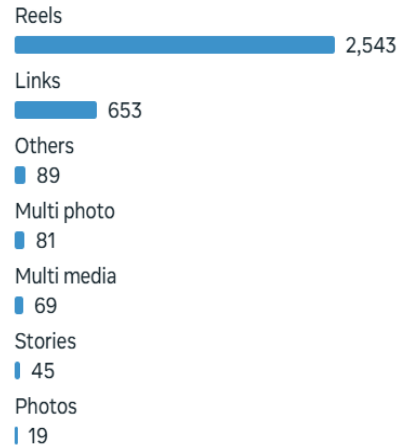 Reels
2,543
Links
653
Others
89
Multi photo
81
Multi media
69
Stories
45
Photos
19